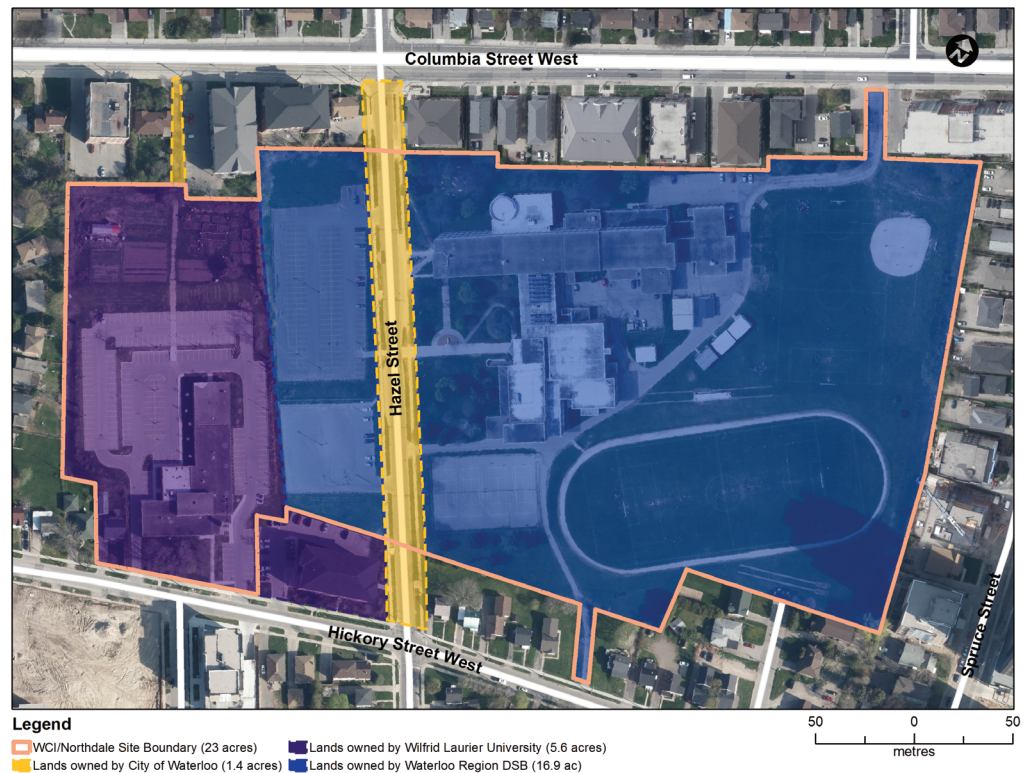 Columbia Street West
N
Hazel Street
Hickory Street West
Spruce Street
Legend
WCI/Northdale Site Boundary (23 acres)
Lands owned by City of Waterloo (1.4 acres)
Lands owned by Wilfrid Laurier University (5.6 acres)
Lands owned by Waterloo Region DSB (16.9 ac)
50 0 50
metres